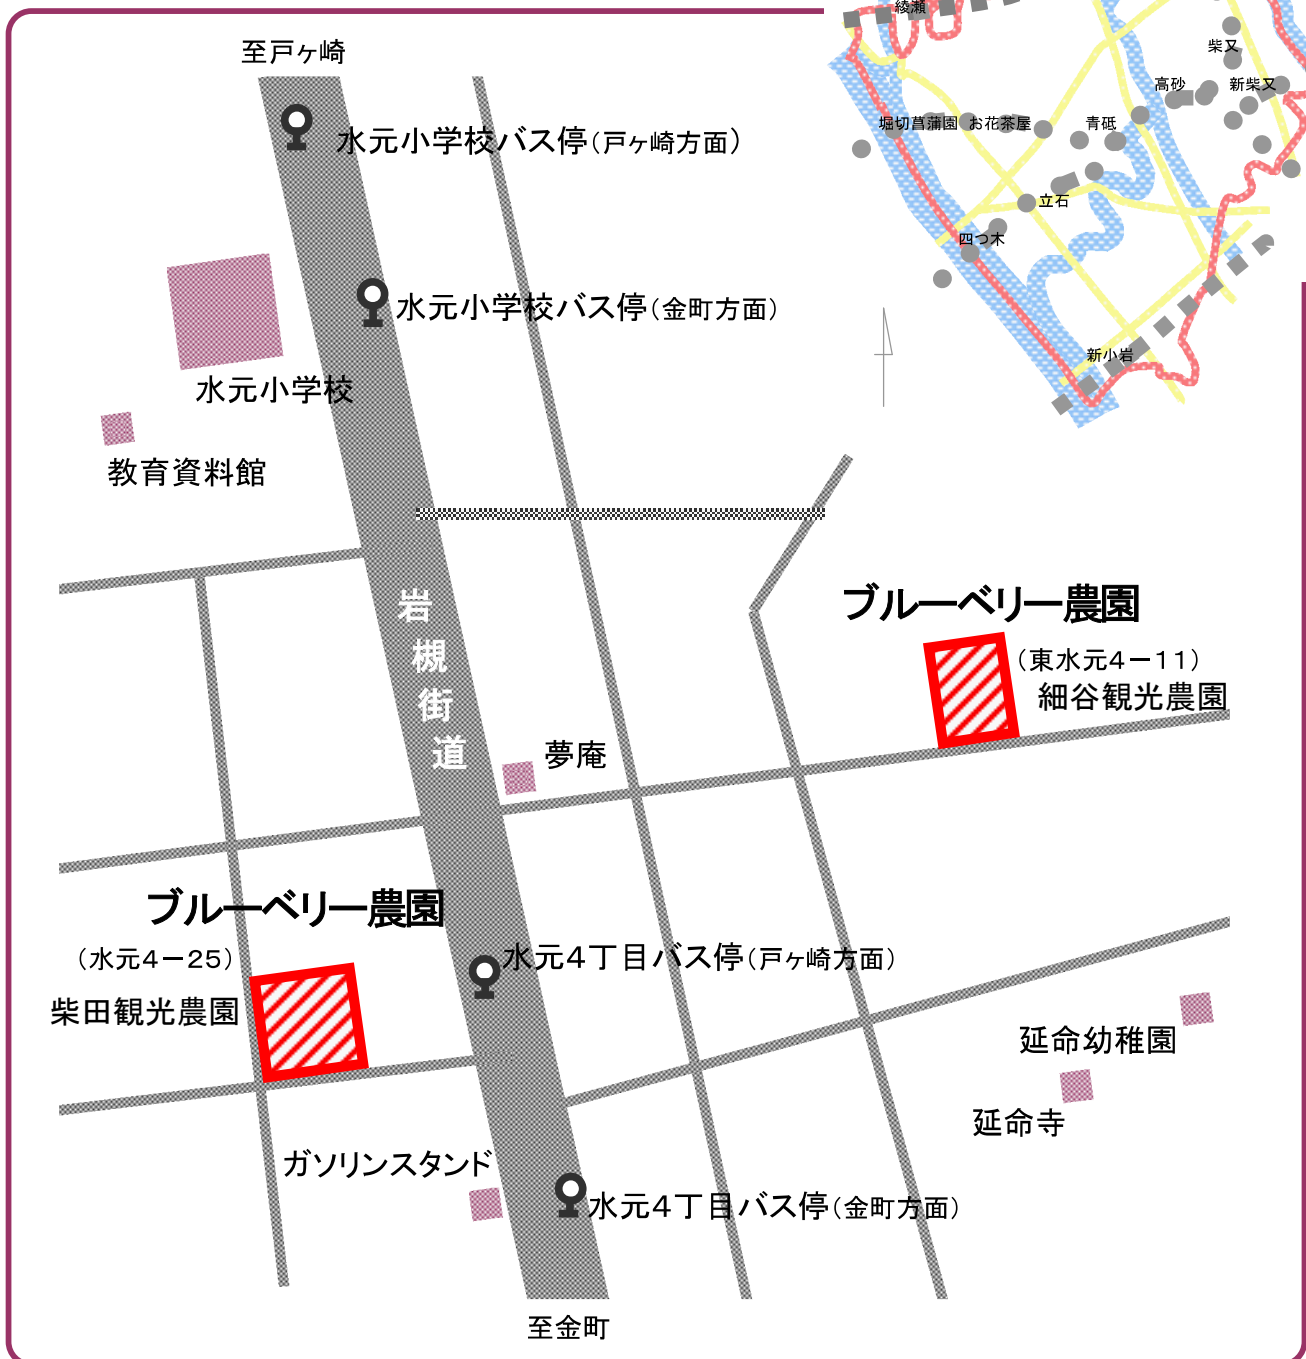 綾瀬
柴又
高砂
新柴又
堀切菖蒲園
お花茶屋
青砥
立石
四つ木
新小岩
至戸ヶ崎
水元小学校バス停(戸ヶ崎方面)
水元小学校バス停(金町方面)
水元小学校
教育資料館
岩槻街道
ブルーベリー農園
(東水元4－11)
細谷観光農園
夢庵
ブルーベリー農園
(水元4－25)
柴田観光農園
水元4丁目バス停(戸ヶ崎方面)
延命幼稚園
延命寺
ガソリンスタンド
水元4丁目バス停(金町方面)
至金町